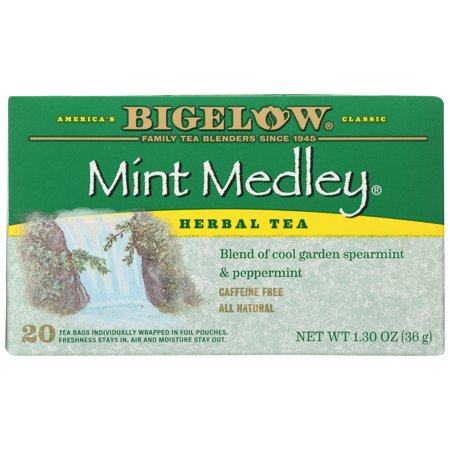 AMERICA'S BIGELOW® CLASSIC
FAMILY TEA BLENDERS SINCE 1945
Mint Medley®
HERBAL TEA
Blend of cool garden spearmint
& peppermint
CAFFEINE FREE
ALL NATURAL
20 TEA BAGS INDIVIDUALLY WRAPPED IN FOIL POUCHES.
FRESHNESS STAYS IN. AIR AND MOISTURE STAY OUT.
NET WT 1.30 OZ (36 g)